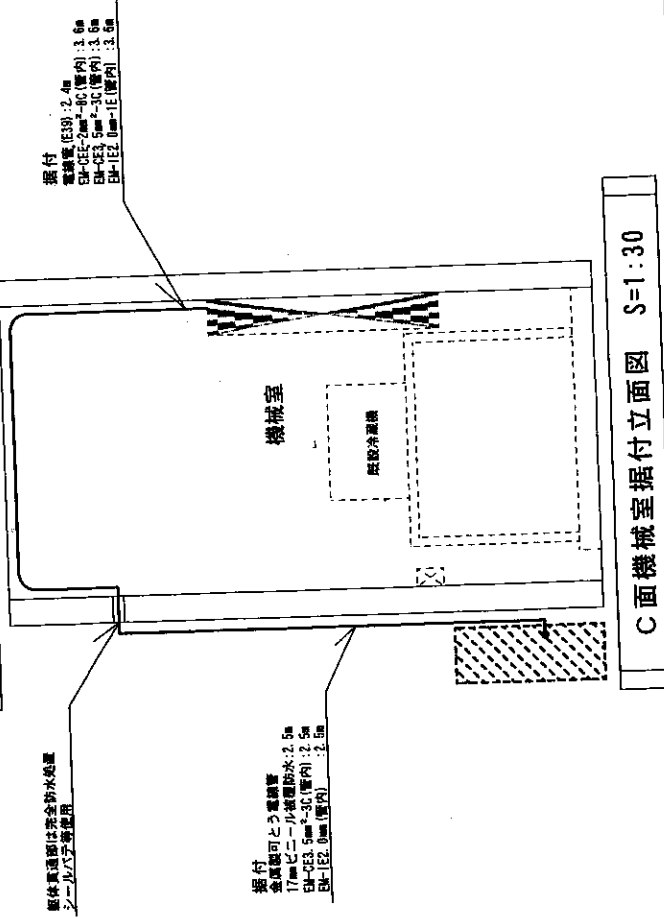 据付
電線管(E39):2.4m
EM-CEE-2mm²-8C(管内):3.6m
EM-CE3.5mm²-3C(管内):3.6m
EM-IE2.0mm-1E(管内) :3.6m
躯体貫通部は完全防水処置
シールパテ等使用
機械室
既設冷蔵機
据付
金属製可とう電線管
17mmビニール被覆防水:2.5m
EM-CE3.5mm²-3C(管内):2.5m
EM-IE2.0mm(管内) :2.5m
C面機械室据付立面図 S=1:30